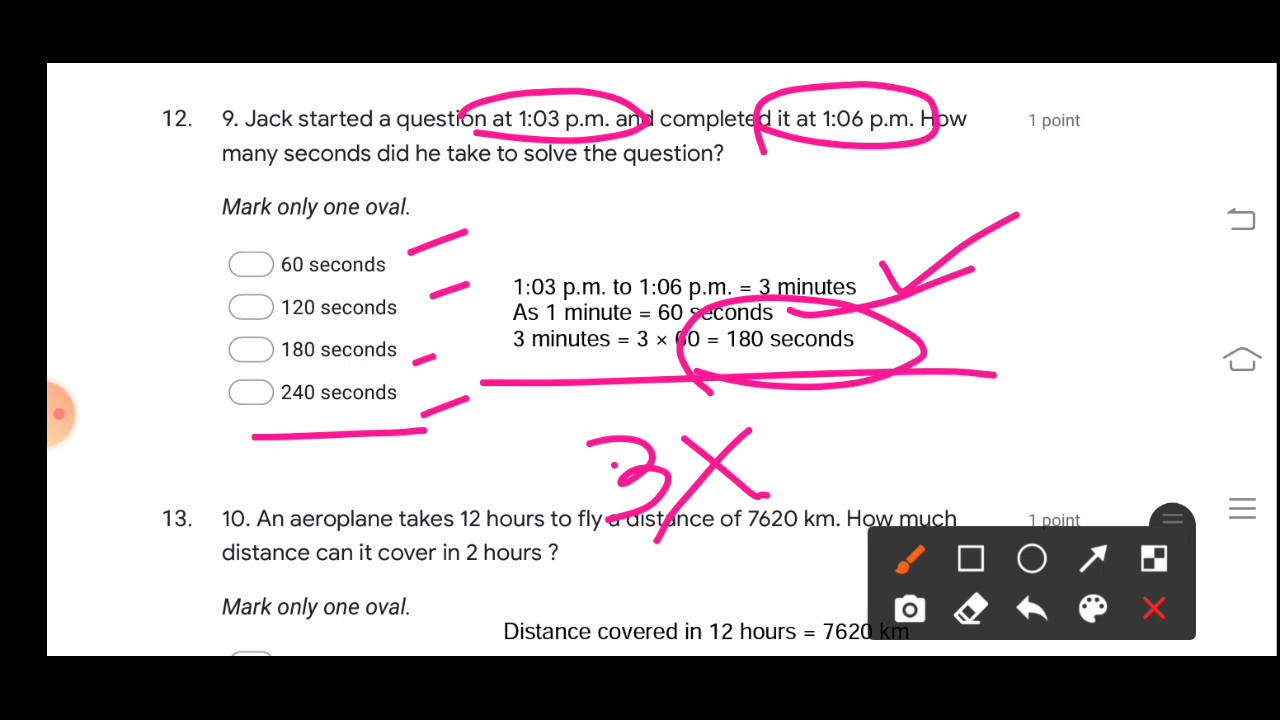 12. 9. Jack started a question at 1:03 p.m. and completed it at 1:06 p.m. How 1 point
many seconds did he take to solve the question?
Mark only one oval.
60 seconds
120 seconds
180 seconds
240 seconds
1:03 p.m. to 1:06 p.m. = 3 minutes
As 1 minute = 60 seconds
3 minutes = 3 × 60 = 180 seconds
3 X
13. 10. An aeroplane takes 12 hours to fly a distance of 7620 km. How much 1 point
distance can it cover in 2 hours ?
Mark only one oval.
Distance covered in 12 hours = 7620 km